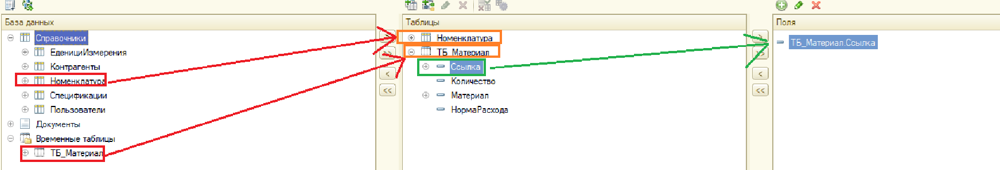 База данных
Справочники
ЕденициИзмерения
Контрагенты
Номенклатура
Спецификации
Пользователи
Документы
Временные таблицы
ТБ_Материал
>
>>
<
<<
Таблицы
Номенклатура
ТБ_Материал
Ссылка
Количество
Материал
НормаРасхода
>
>>
<
<<
Поля
ТБ_Материал.Ссылка